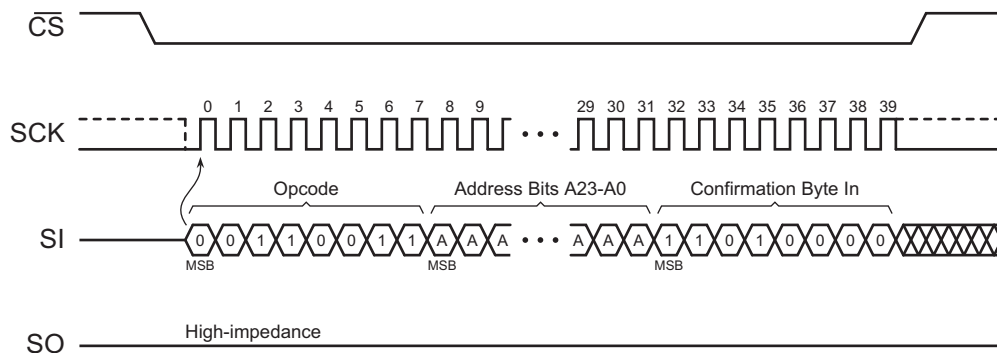 CS
0 1 2 3 4 5 6 7 8 9 29 30 31 32 33 34 35 36 37 38 39
SCK
Opcode Address Bits A23-A0 Confirmation Byte In
SI 0 0 1 1 0 0 1 1 A A A A A A 1 1 0 1 0 0 0 0
MSB MSB MSB
High-impedance
SO